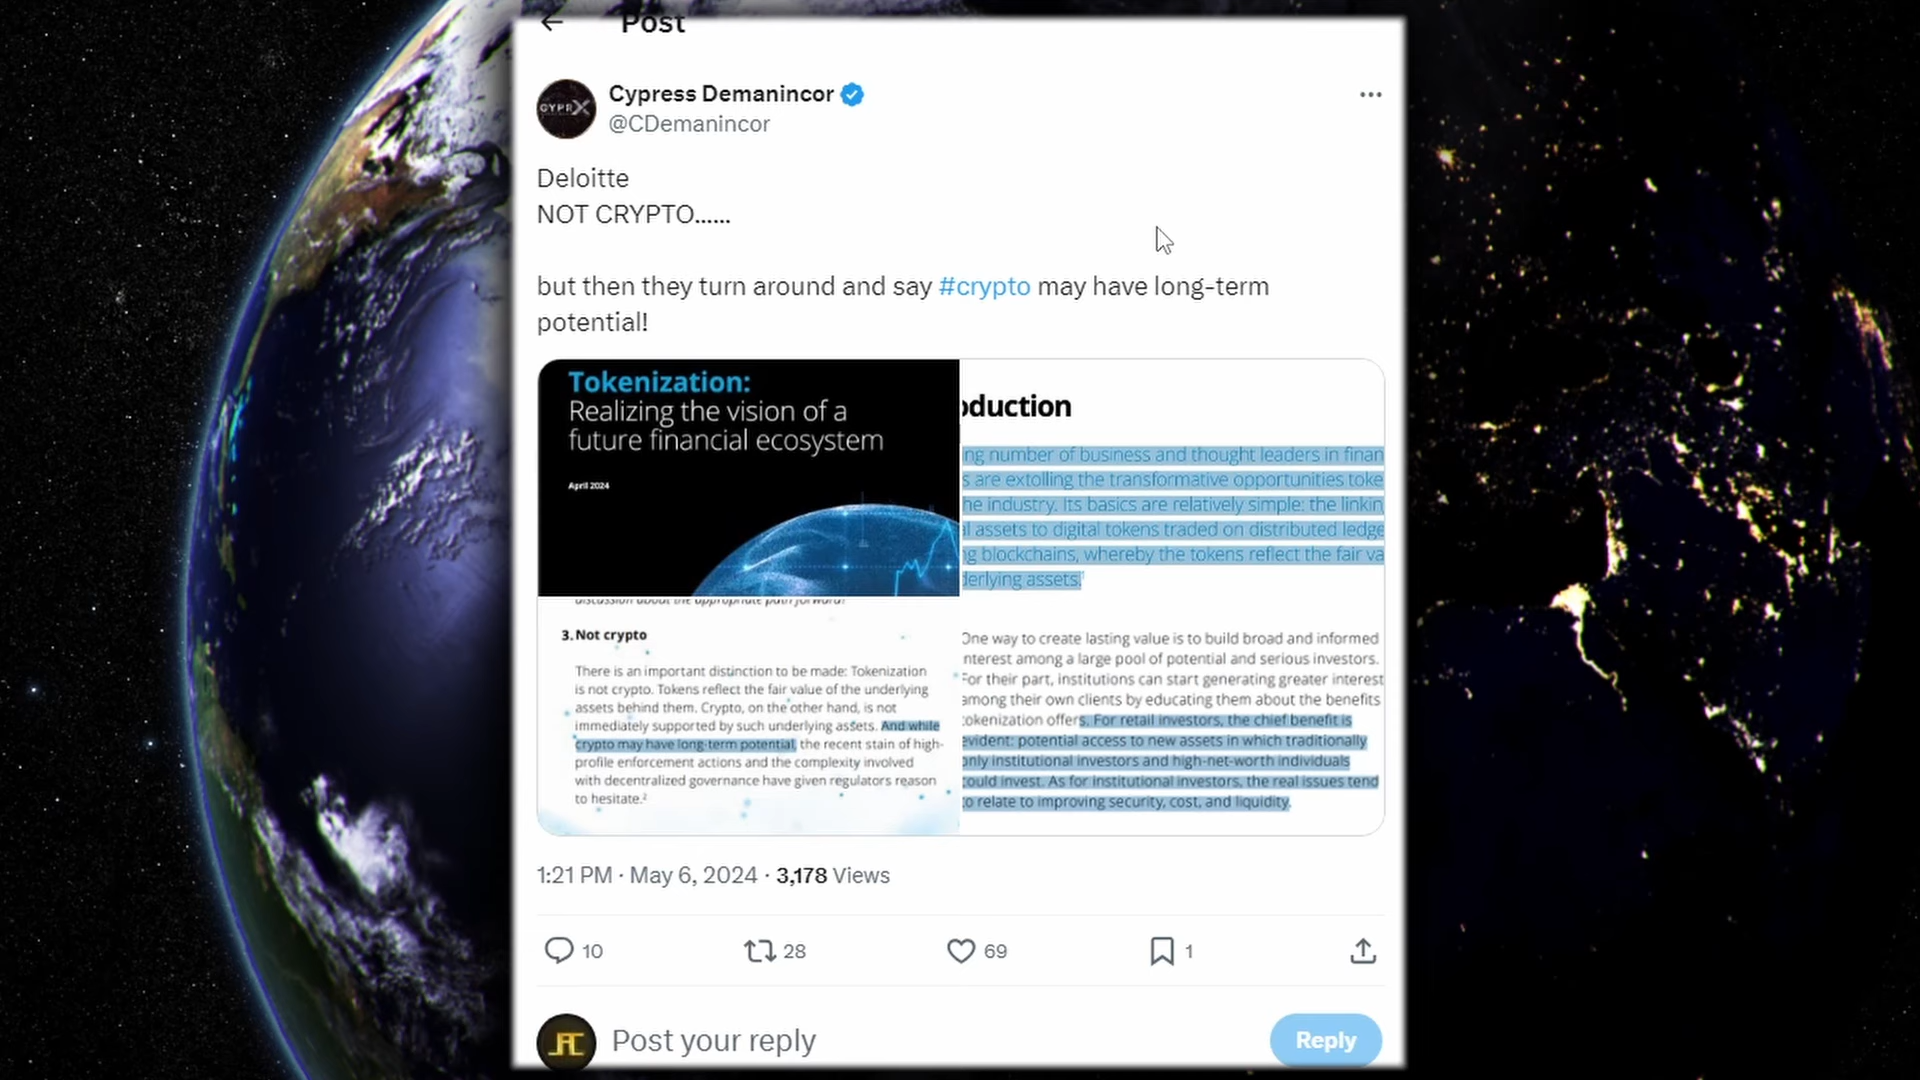 Post
CYPRX
Cypress Demanincor
@CDemanincor
Deloitte
NOT CRYPTO......
but then they turn around and say #crypto may have long-term
potential!
Tokenization:
Realizing the vision of a
future financial ecosystem
April 2024
oduction
ing number of business and thought leaders in finan
s are extolling the transformative opportunities toke
he industry. Its basics are relatively simple: the linkin
l assets to digital tokens traded on distributed ledge
g blockchains, whereby the tokens reflect the fair va
derlying assets.
discussion about the appropriate path forward?
3. Not crypto
There is an important distinction to be made: Tokenization
is not crypto. Tokens reflect the fair value of the underlying
assets behind them. Crypto, on the other hand, is not
immediately supported by such underlying assets. And while
crypto may have long-term potential, the recent stain of high-
profile enforcement actions and the complexity involved
with decentralized governance have given regulators reason
to hesitate.²
One way to create lasting value is to build broad and informed
nterest among a large pool of potential and serious investors.
For their part, institutions can start generating greater interest
among their own clients by educating them about the benefits
tokenization offers. For retail investors, the chief benefit is
evident: potential access to new assets in which traditionally
only institutional investors and high-net-worth individuals
could invest. As for institutional investors, the real issues tend
to relate to improving security, cost, and liquidity.
1:21 PM · May 6, 2024 · 3,178 Views
10 28 69 1
Post your reply
Reply